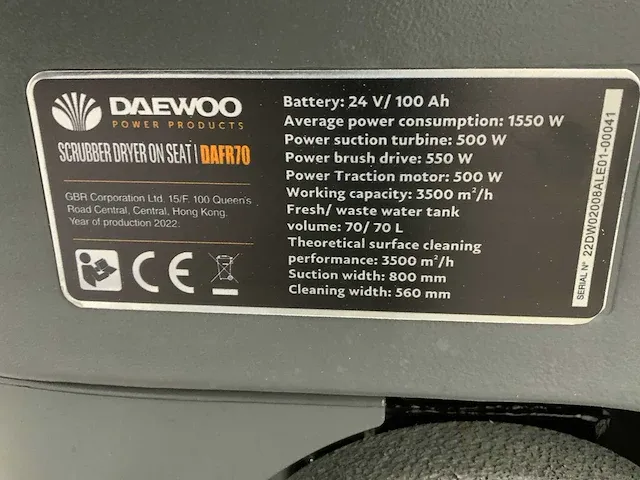 DAEWOO
POWER PRODUCTS
SCRUBBER DRYER ON SEAT | DAFR70
GBR Corporation Ltd. 15/F. 100 Queen's
Road Central, Central, Hong Kong.
Year of production 2022.
CE
Battery: 24 V/ 100 Ah
Average power consumption: 1550 W
Power suction turbine: 500 W
Power brush drive: 550 W
Power Traction motor: 500 W
Working capacity: 3500 m²/h
Fresh/ waste water tank
volume: 70/ 70 L
Theoretical surface cleaning
performance: 3500 m²/h
Suction width: 800 mm
Cleaning width: 560 mm
SERIAL Nº 22DW02008ALE01-00041